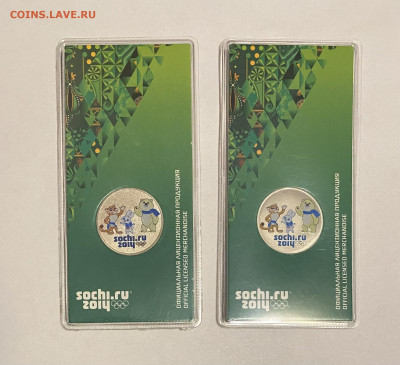 COINS.LAVE.RU
sochi.ru
2014
sochi.ru
2014
ОФИЦИАЛЬНАЯ ЛИЦЕНЗИОННАЯ ПРОДУКЦИЯ
OFFICIAL LICENSED MERCHANDISE
sochi.ru
2014
sochi.ru
2014
ОФИЦИАЛЬНАЯ ЛИЦЕНЗИОННАЯ ПРОДУКЦИЯ
OFFICIAL LICENSED MERCHANDISE